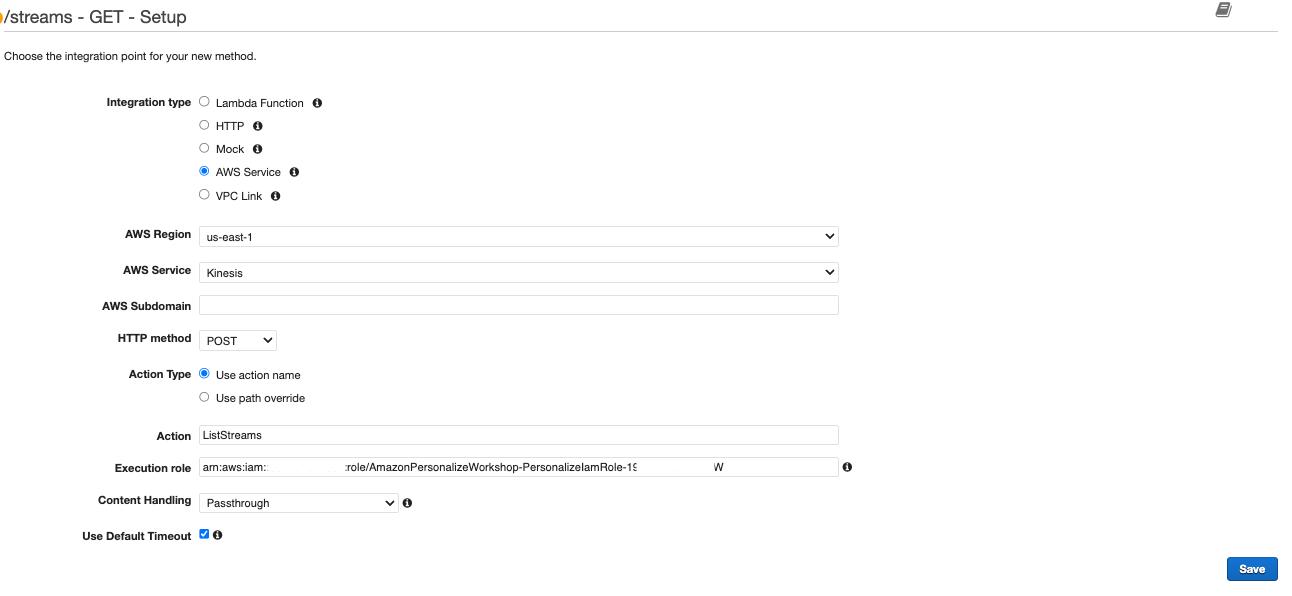 /streams - GET - Setup
Choose the integration point for your new method.
Integration type
Lambda Function
HTTP
Mock
AWS Service
VPC Link
AWS Region us-east-1
AWS Service Kinesis
AWS Subdomain
HTTP method POST
Action Type
Use action name
Use path override
Action ListStreams
Execution role arn:aws:iam: :role/AmazonPersonalizeWorkshop-PersonalizeIamRole-19 W
Content Handling Passthrough
Use Default Timeout
Save